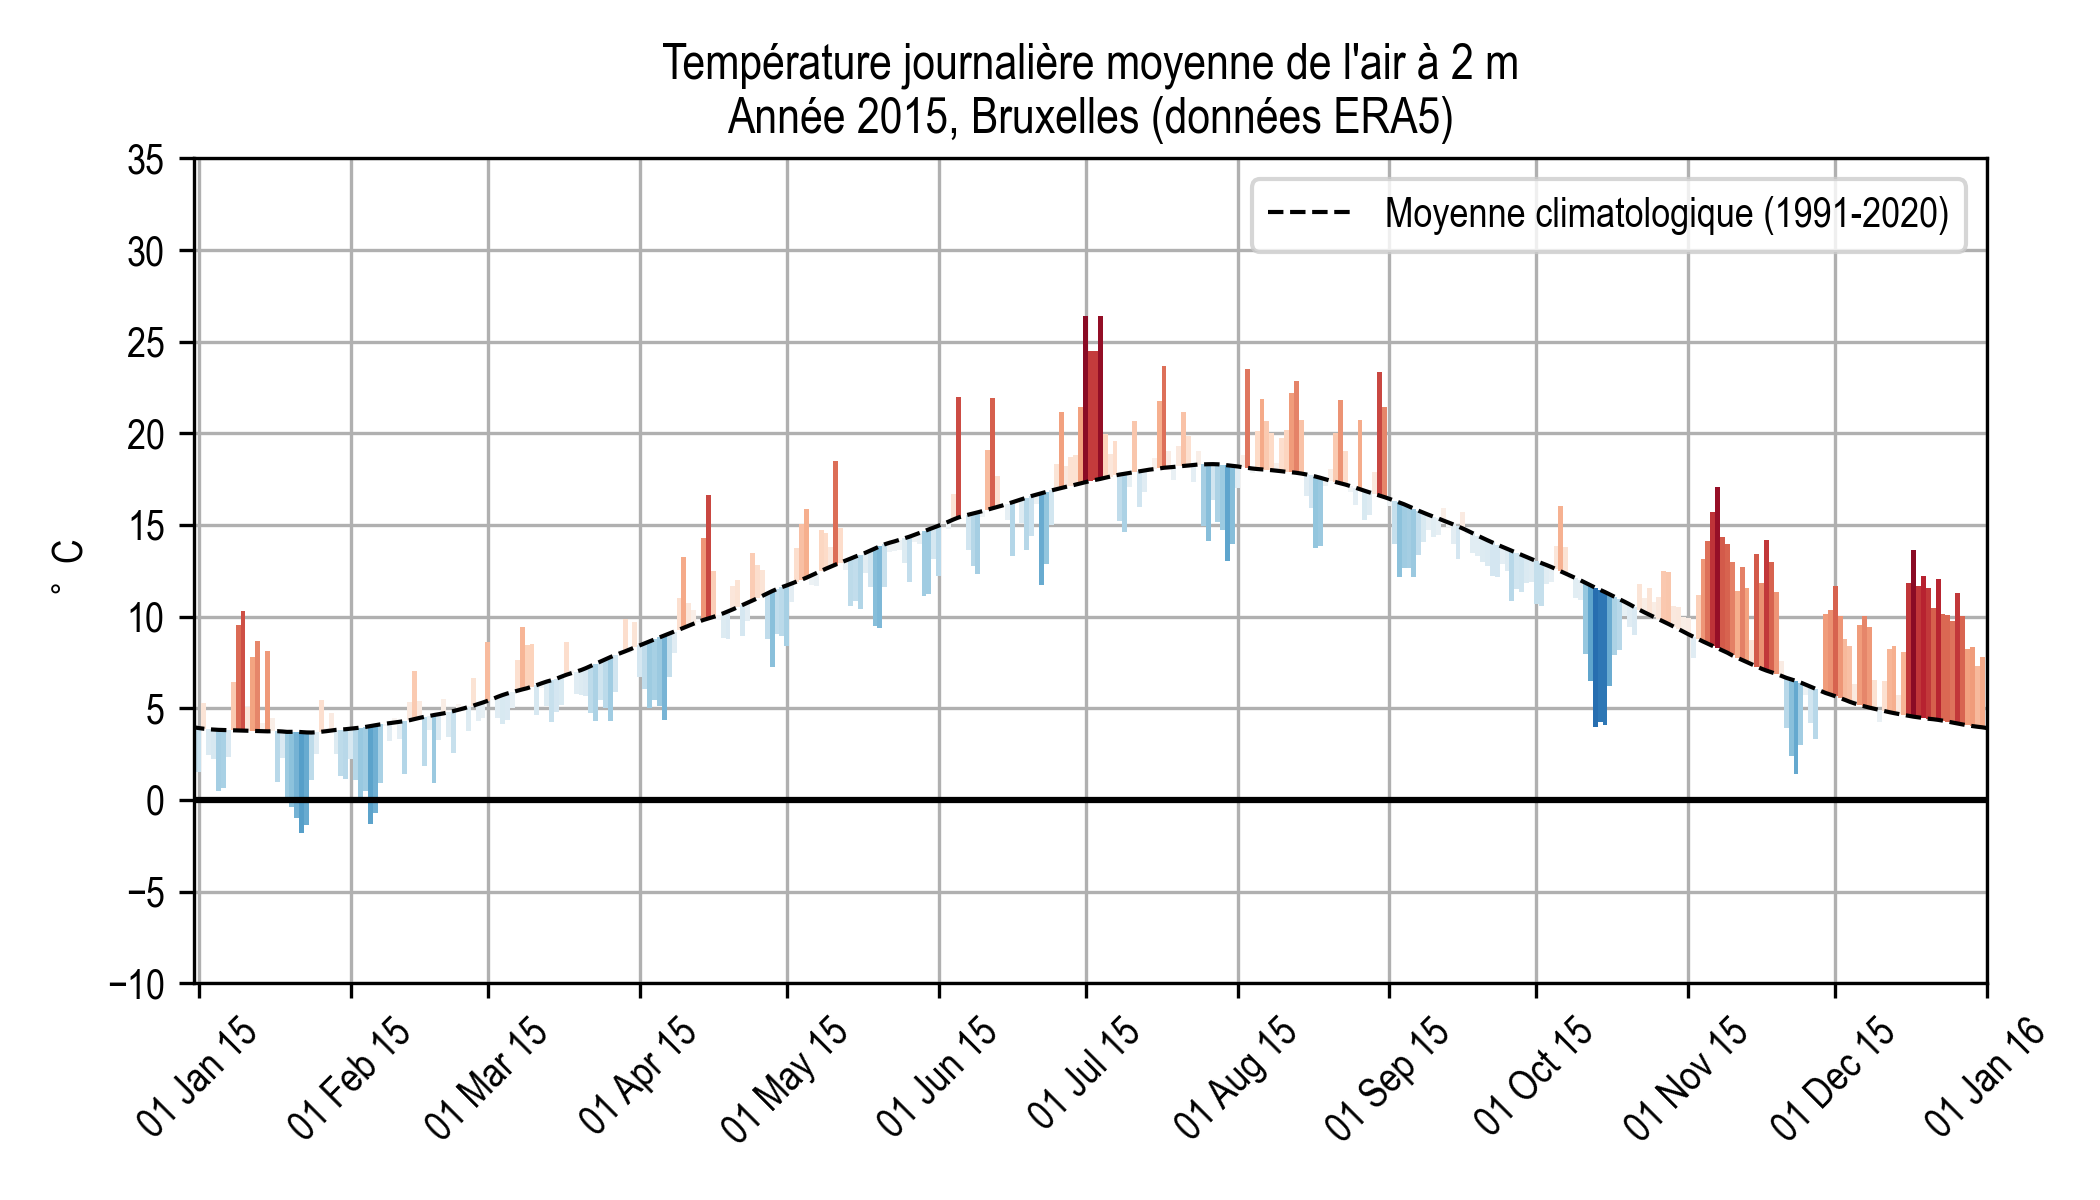 Température journalière moyenne de l'air à 2 m
Année 2015, Bruxelles (données ERA5)
Moyenne climatologique (1991-2020)
35
30
25
20
15
10
5
0
−5
−10
° C
01 Jan 15
01 Feb 15
01 Mar 15
01 Apr 15
01 May 15
01 Jun 15
01 Jul 15
01 Aug 15
01 Sep 15
01 Oct 15
01 Nov 15
01 Dec 15
01 Jan 16